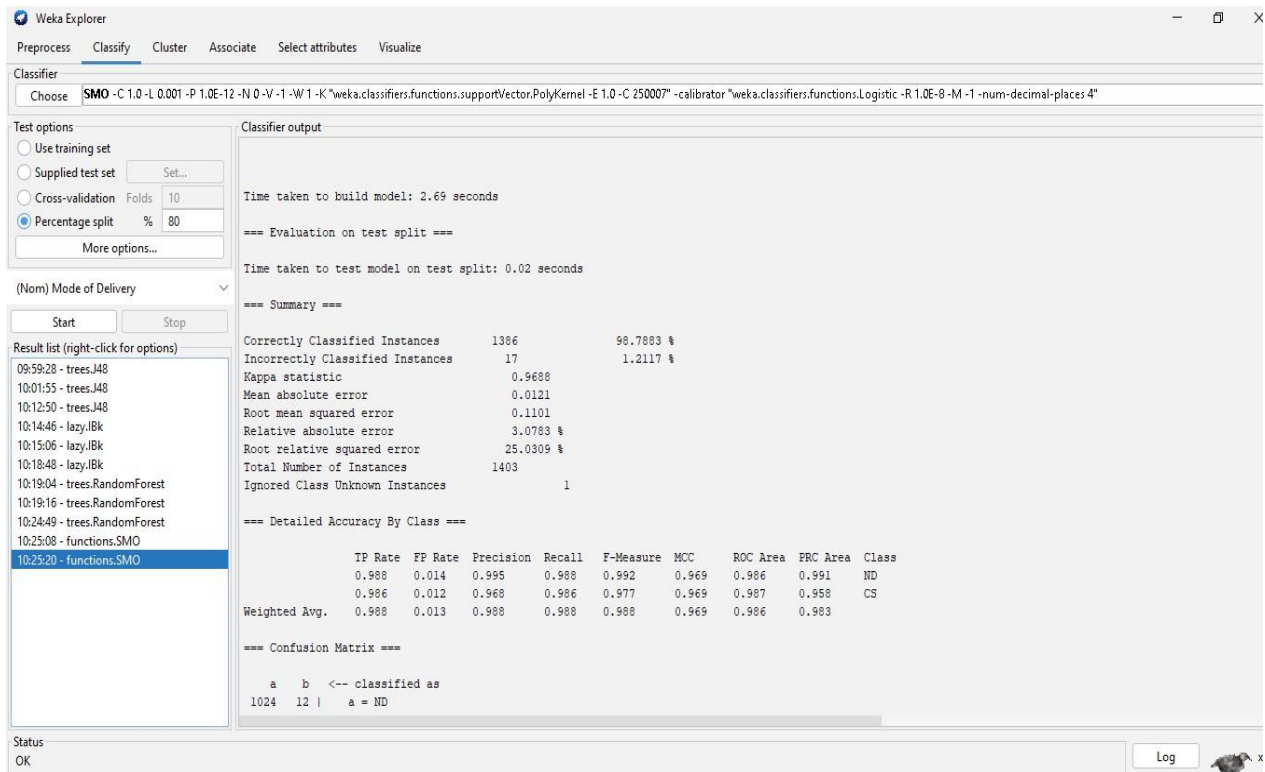 Weka Explorer
Preprocess Classify Cluster Associate Select attributes Visualize
Classifier
Choose SMO -C 1.0 -L 0.001 -P 1.0E-12 -N 0 -V -1 -W 1 -K "weka.classifiers.functions.supportVector.PolyKernel -E 1.0 -C 250007" -calibrator "weka.classifiers.functions.Logistic -R 1.0E-8 -M -1 -num-decimal-places 4"
Test options
Use training set
Supplied test set Set...
Cross-validation Folds 10
Percentage split % 80
More options...
(Nom) Mode of Delivery
Start Stop
Result list (right-click for options)
09:59:28 - trees.J48
10:01:55 - trees.J48
10:12:50 - trees.J48
10:14:46 - lazy.IBk
10:15:06 - lazy.IBk
10:18:48 - lazy.IBk
10:19:04 - trees.RandomForest
10:19:16 - trees.RandomForest
10:24:49 - trees.RandomForest
10:25:08 - functions.SMO
10:25:20 - functions.SMO
Classifier output
Time taken to build model: 2.69 seconds
=== Evaluation on test split ===
Time taken to test model on test split: 0.02 seconds
=== Summary ===
Correctly Classified Instances 1386 98.7883 %
Incorrectly Classified Instances 17 1.2117 %
Kappa statistic 0.9688
Mean absolute error 0.0121
Root mean squared error 0.1101
Relative absolute error 3.0783 %
Root relative squared error 25.0309 %
Total Number of Instances 1403
Ignored Class Unknown Instances 1
=== Detailed Accuracy By Class ===
TP Rate FP Rate Precision Recall F-Measure MCC ROC Area PRC Area Class
0.988 0.014 0.995 0.988 0.992 0.969 0.986 0.991 ND
0.986 0.012 0.968 0.986 0.977 0.969 0.987 0.958 CS
Weighted Avg. 0.988 0.013 0.988 0.988 0.988 0.969 0.986 0.983
=== Confusion Matrix ===
a b <-- classified as
1024 12 | a = ND
Status
OK
Log
x